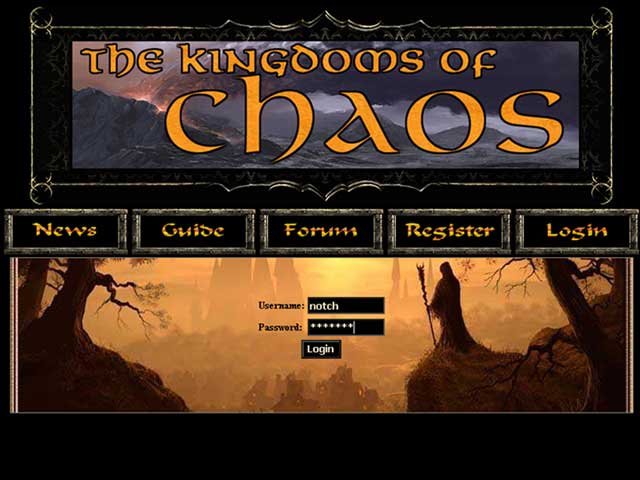 THE KINGDOMS OF
CHAOS
News Guide Forum Register Login
Username: notch
Password: *******
Login